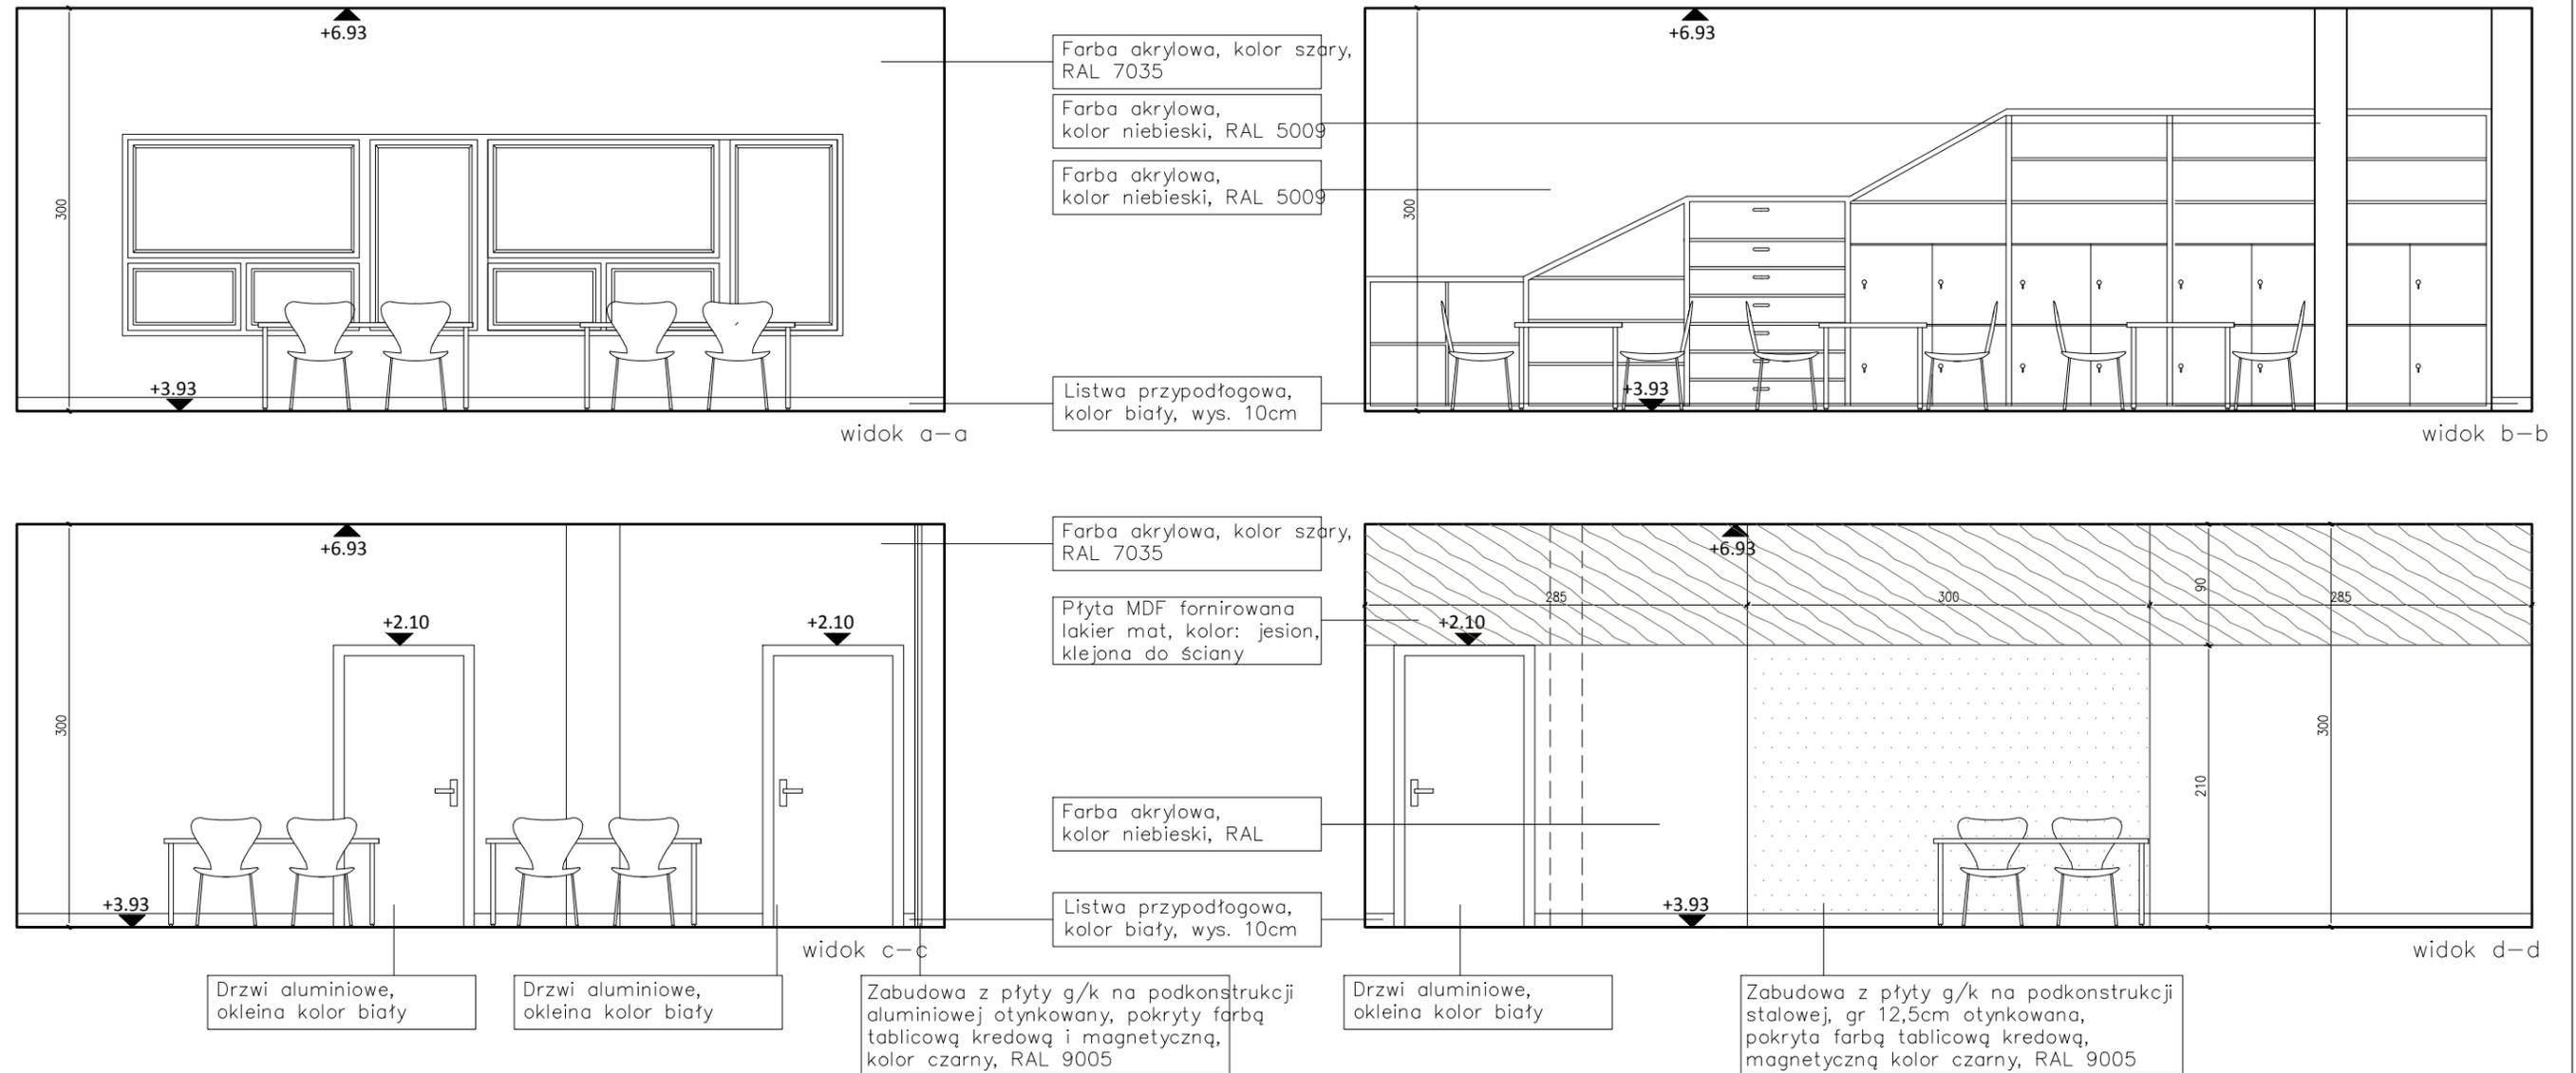 +6.93
300
+3.93
widok a-a
Farba akrylowa, kolor szary,
RAL 7035
Farba akrylowa,
kolor niebieski, RAL 5009
Farba akrylowa,
kolor niebieski, RAL 5009
Listwa przypodłogowa,
kolor biały, wys. 10cm
+6.93
300
+3.93
widok b-b
+6.93
+2.10
+2.10
300
+3.93
widok c-c
Farba akrylowa, kolor szary,
RAL 7035
Płyta MDF fornirowana
lakier mat, kolor: jesion,
klejona do ściany
Farba akrylowa,
kolor niebieski, RAL
Listwa przypodłogowa,
kolor biały, wys. 10cm
+6.93
90
285
300
285
+2.10
300
210
+3.93
widok d-d
Drzwi aluminiowe,
okleina kolor biały
Drzwi aluminiowe,
okleina kolor biały
Zabudowa z płyty g/k na podkonstrukcji
aluminiowej otynkowany, pokryty farbą
tablicową kredową i magnetyczną,
kolor czarny, RAL 9005
Drzwi aluminiowe,
okleina kolor biały
Zabudowa z płyty g/k na podkonstrukcji
stalowej, gr 12,5cm otynkowana,
pokryta farbą tablicową kredową,
magnetyczną kolor czarny, RAL 9005